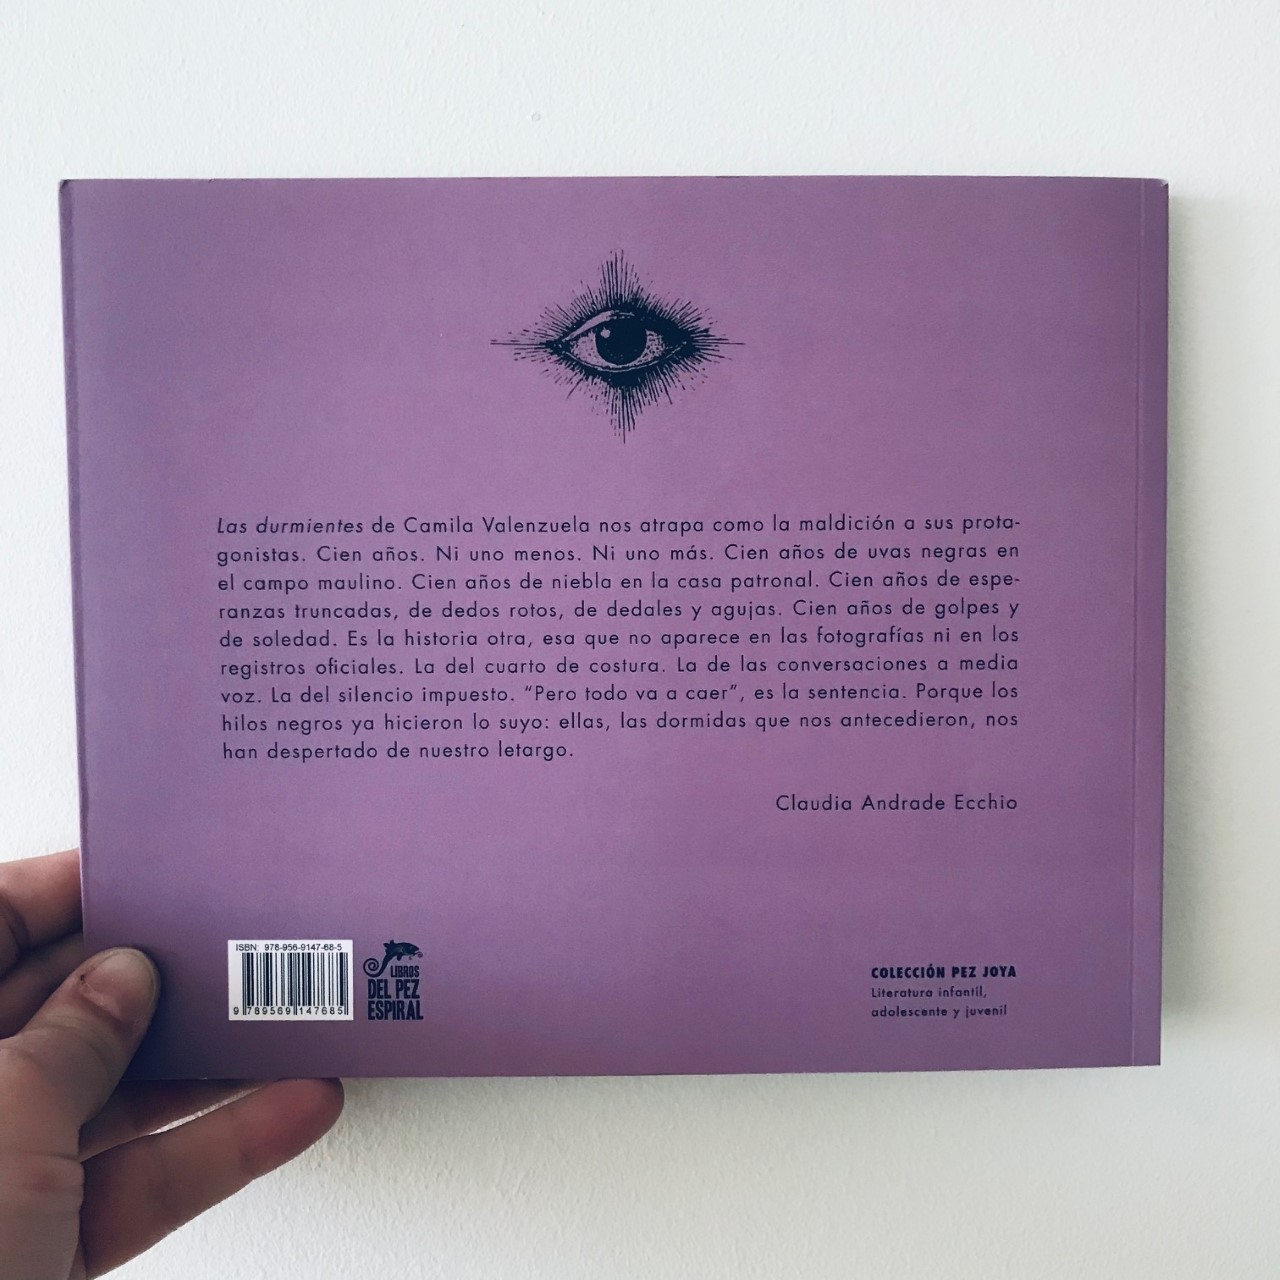 Las durmientes de Camila Valenzuela nos atrapa como la maldición a sus prota-
gonistas. Cien años. Ni uno menos. Ni uno más. Cien años de uvas negras en
el campo maulino. Cien años de niebla en la casa patronal. Cien años de espe-
ranzas truncadas, de dedos rotos, de dedales y agujas. Cien años de golpes y
de soledad. Es la historia otra, esa que no aparece en las fotografías ni en los
registros oficiales. La del cuarto de costura. La de las conversaciones a media
voz. La del silencio impuesto. “Pero todo va a caer”, es la sentencia. Porque los
hilos negros ya hicieron lo suyo: ellas, las dormidas que nos antecedieron, nos
han despertado de nuestro letargo.
Claudia Andrade Ecchio
ISBN: 978-956-9147-68-5
9 789569 147685
LIBROS
DEL PEZ
ESPIRAL
COLECCIÓN PEZ JOYA
Literatura infantil,
adolescente y juvenil